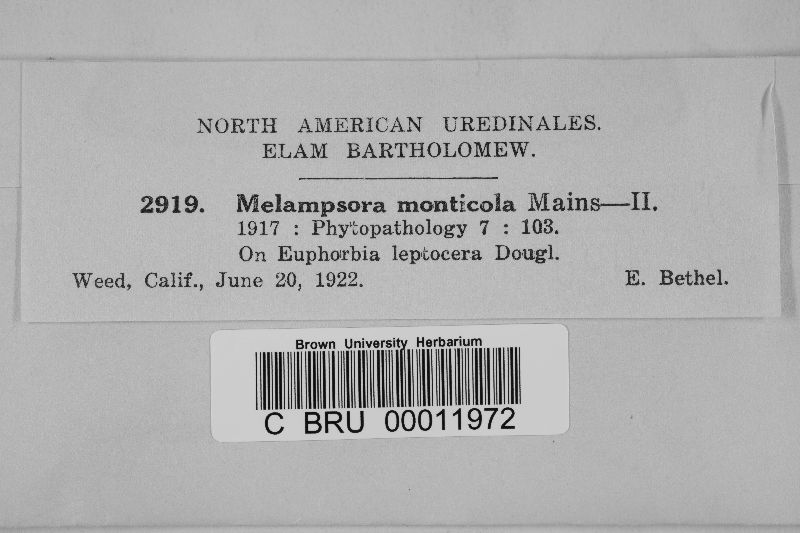 NORTH AMERICAN UREDINALES.
ELAM BARTHOLOMEW.
2919. Melampsora monticola Mains—II.
1917 : Phytopathology 7 : 103.
On Euphorbia leptocera Dougl.
Weed, Calif., June 20, 1922. E. Bethel.
Brown University Herbarium
C BRU 00011972